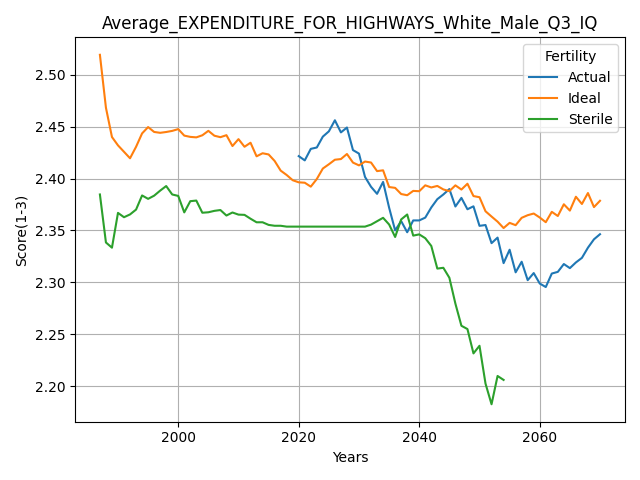 Average_EXPENDITURE_FOR_HIGHWAYS_White_Male_Q3_IQ
Fertility
Actual
Ideal
Sterile
Score(1-3)
2.50
2.45
2.40
2.35
2.30
2.25
2.20
2000
2020
2040
2060
Years